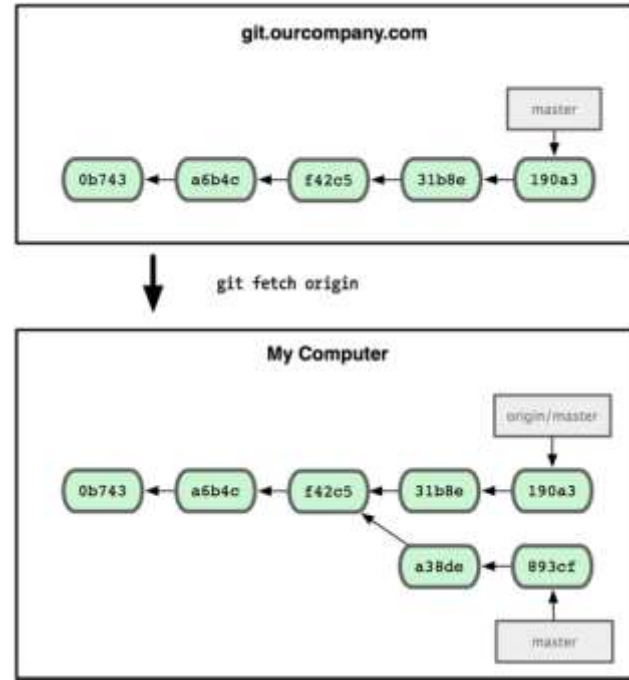 git.ourcompany.com
master
0b743 a6b4c f42c5 31b8e 190a3
git fetch origin
My Computer
origin/master
0b743 a6b4c f42c5 31b8e 190a3
a38de 893cf
master